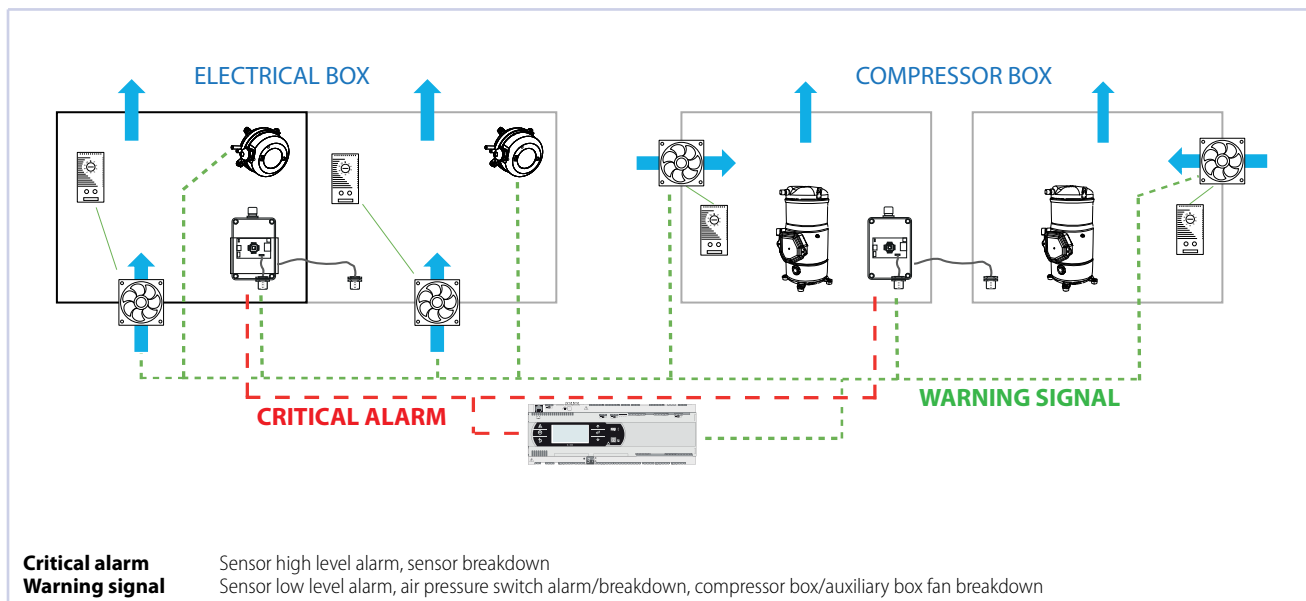 ELECTRICAL BOX
COMPRESSOR BOX
WARNING SIGNAL
CRITICAL ALARM
Critical alarm Sensor high level alarm, sensor breakdown
Warning signal Sensor low level alarm, air pressure switch alarm/breakdown, compressor box/auxiliary box fan breakdown